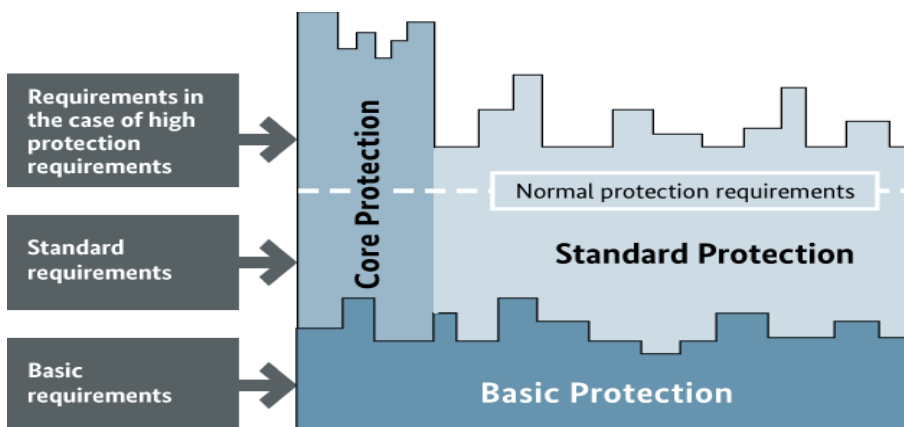 Requirements in
the case of high
protection
requirements
Core Protection
Normal protection requirements
Standard
requirements
Standard Protection
Basic
requirements
Basic Protection